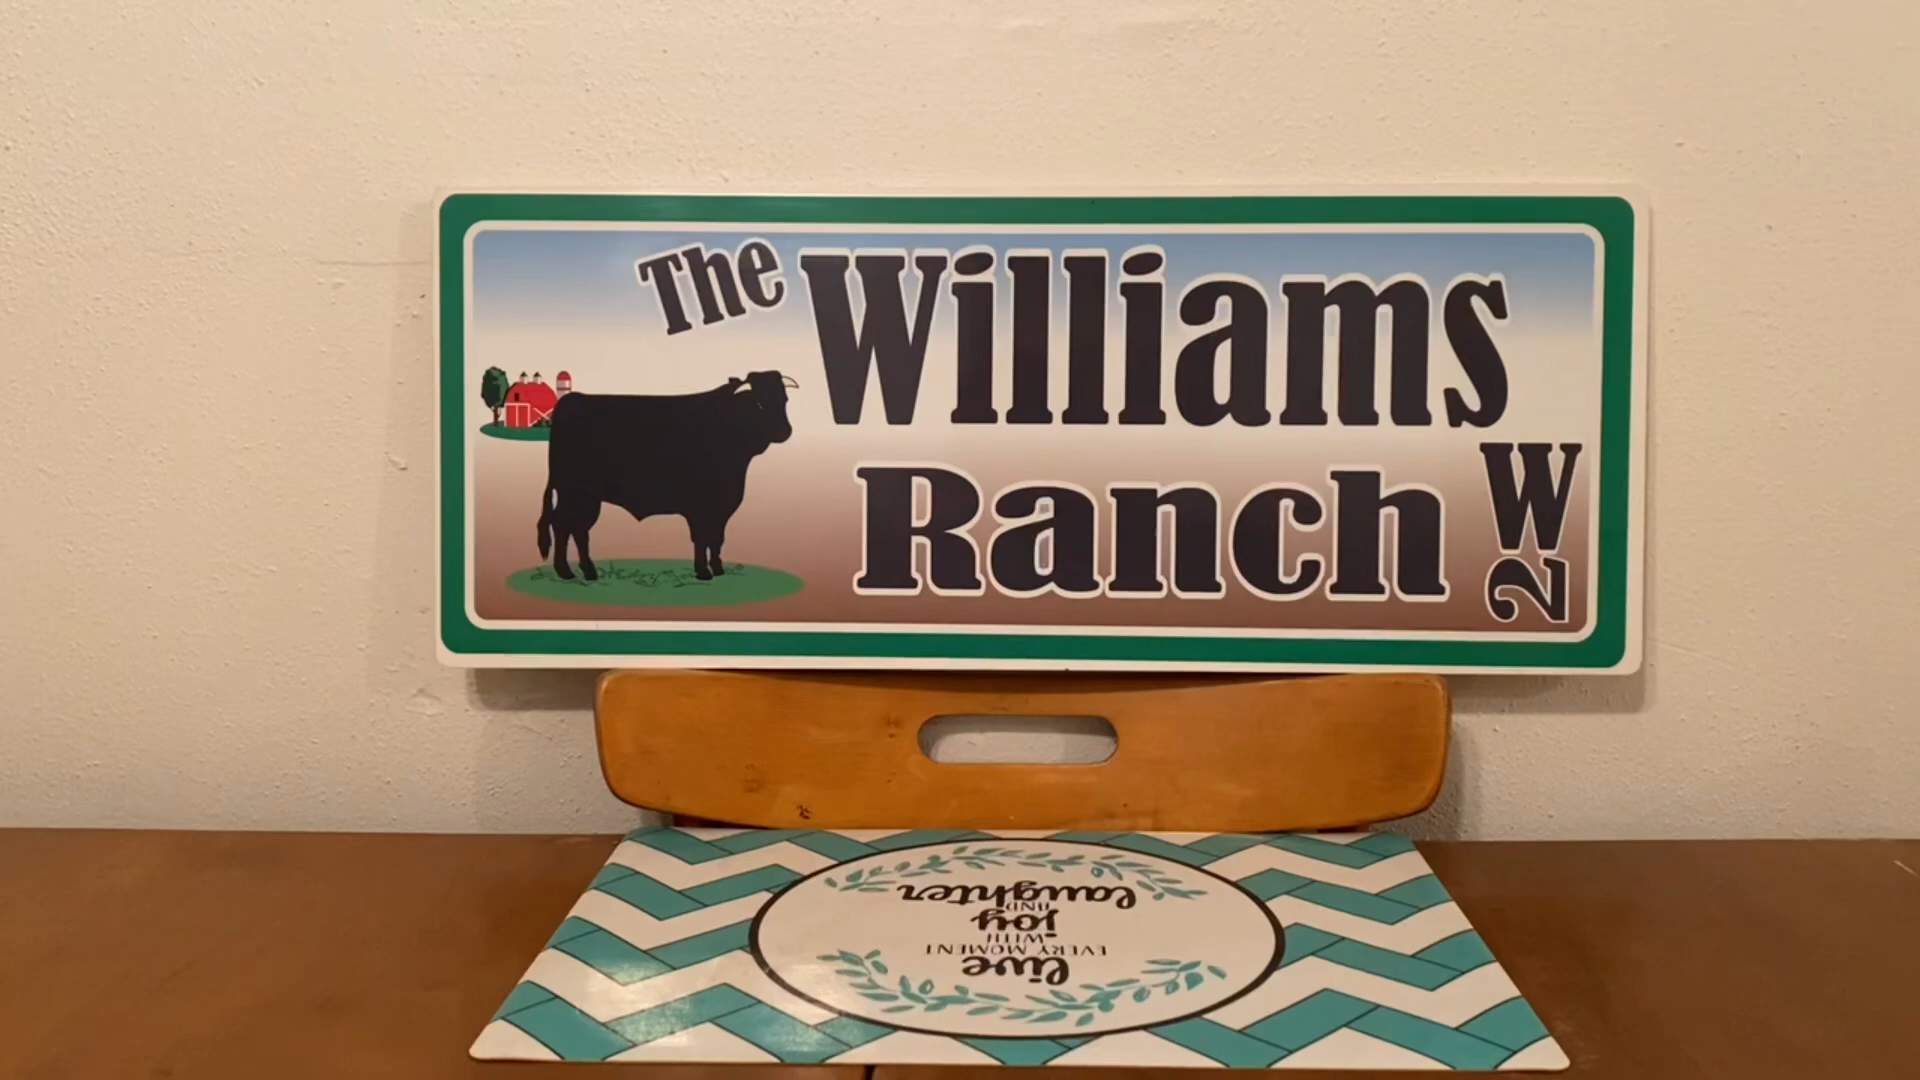 The Williams
Ranch
W
2
live
EVERY MOMENT
WITH
joy
AND
laughter